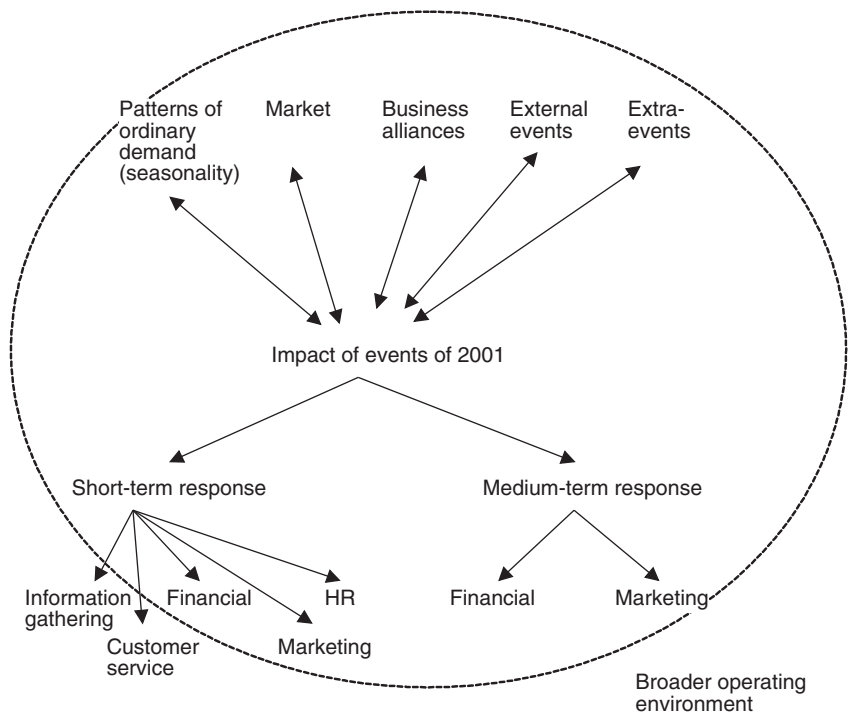 Patterns of
ordinary
demand
(seasonality)
Market
Business
alliances
External
events
Extra-
events
Impact of events of 2001
Short-term response
Medium-term response
Information
gathering
Customer
service
Financial
Marketing
HR
Financial
Marketing
Broader operating
environment